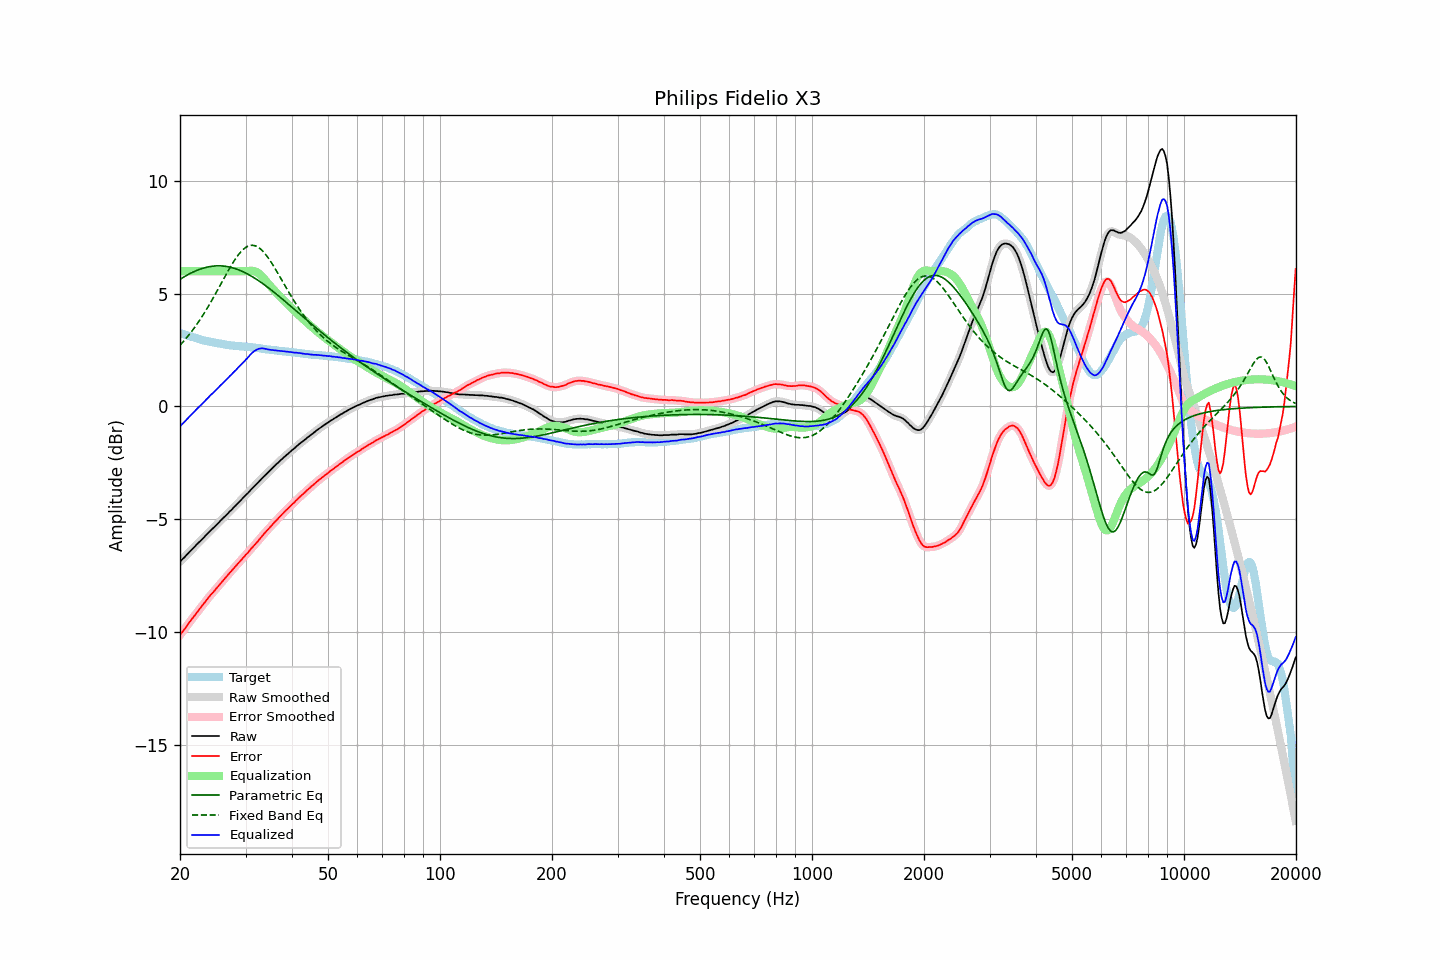 Philips Fidelio X3
Amplitude (dBr)
10
5
0
−5
−10
−15
Target
Raw Smoothed
Error Smoothed
Raw
Error
Equalization
Parametric Eq
Fixed Band Eq
Equalized
20 50 100 200 500 1000 2000 5000 10000 20000
Frequency (Hz)